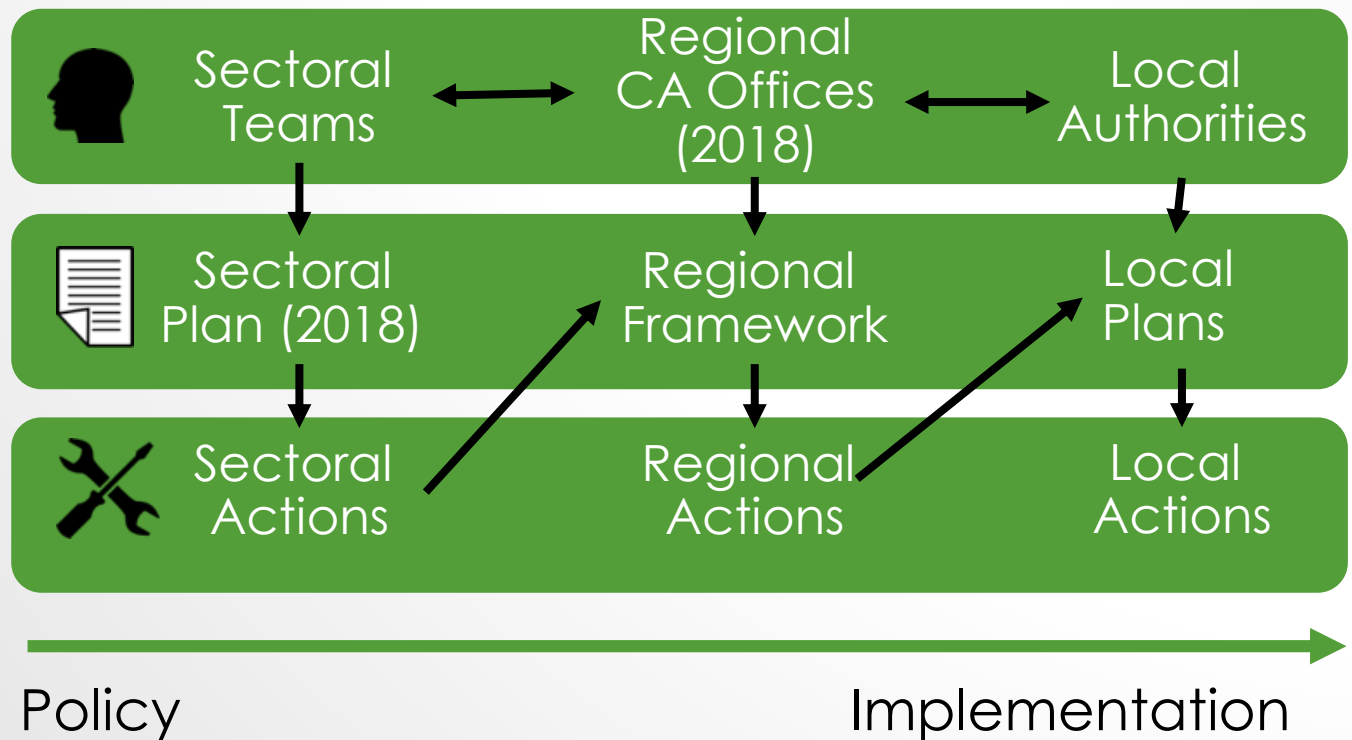 Sectoral
Teams
Regional
CA Offices
(2018)
Local
Authorities
Sectoral
Plan (2018)
Regional
Framework
Local
Plans
Sectoral
Actions
Regional
Actions
Local
Actions
Policy
Implementation